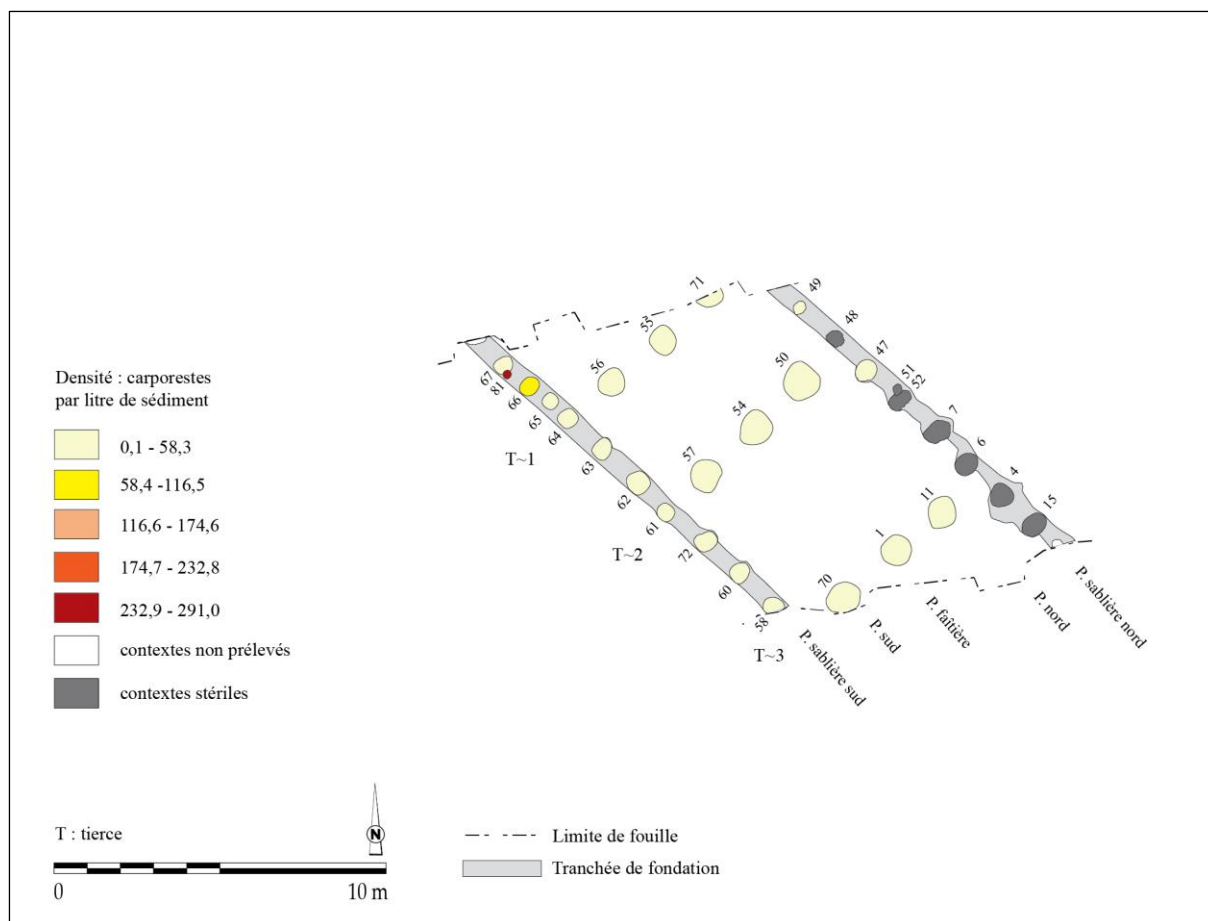 Densité : carporestes
par litre de sédiment
0,1 - 58,3
58,4 -116,5
116,6 - 174,6
174,7 - 232,8
232,9 - 291,0
contextes non prélevés
contextes stériles
T : tierce
0
10 m
N
Limite de fouille
Tranchée de fondation
71
55
56
50
54
57
49
48
47
51
52
7
6
4
15
11
1
70
67
81
66
65
64
63
62
61
72
60
58
T~1
T~2
T~3
P. sablière sud
P. sud
P. faîtière
P. nord
P. sablière nord